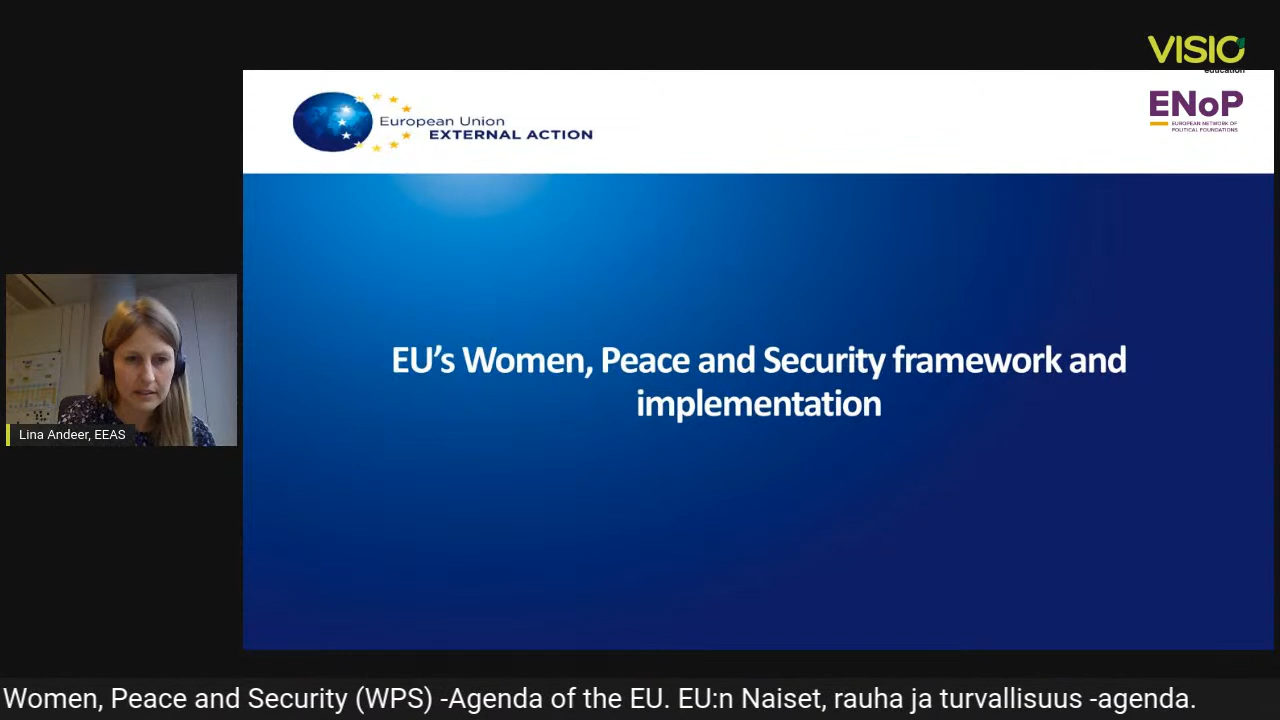 VISIO
education
ENoP
EUROPEAN NETWORK OF
POLITICAL FOUNDATIONS
European Union
EXTERNAL ACTION
EU’s Women, Peace and Security framework and
implementation
Lina Andeer, EEAS
Women, Peace and Security (WPS) -Agenda of the EU. EU:n Naiset, rauha ja turvallisuus -agenda.